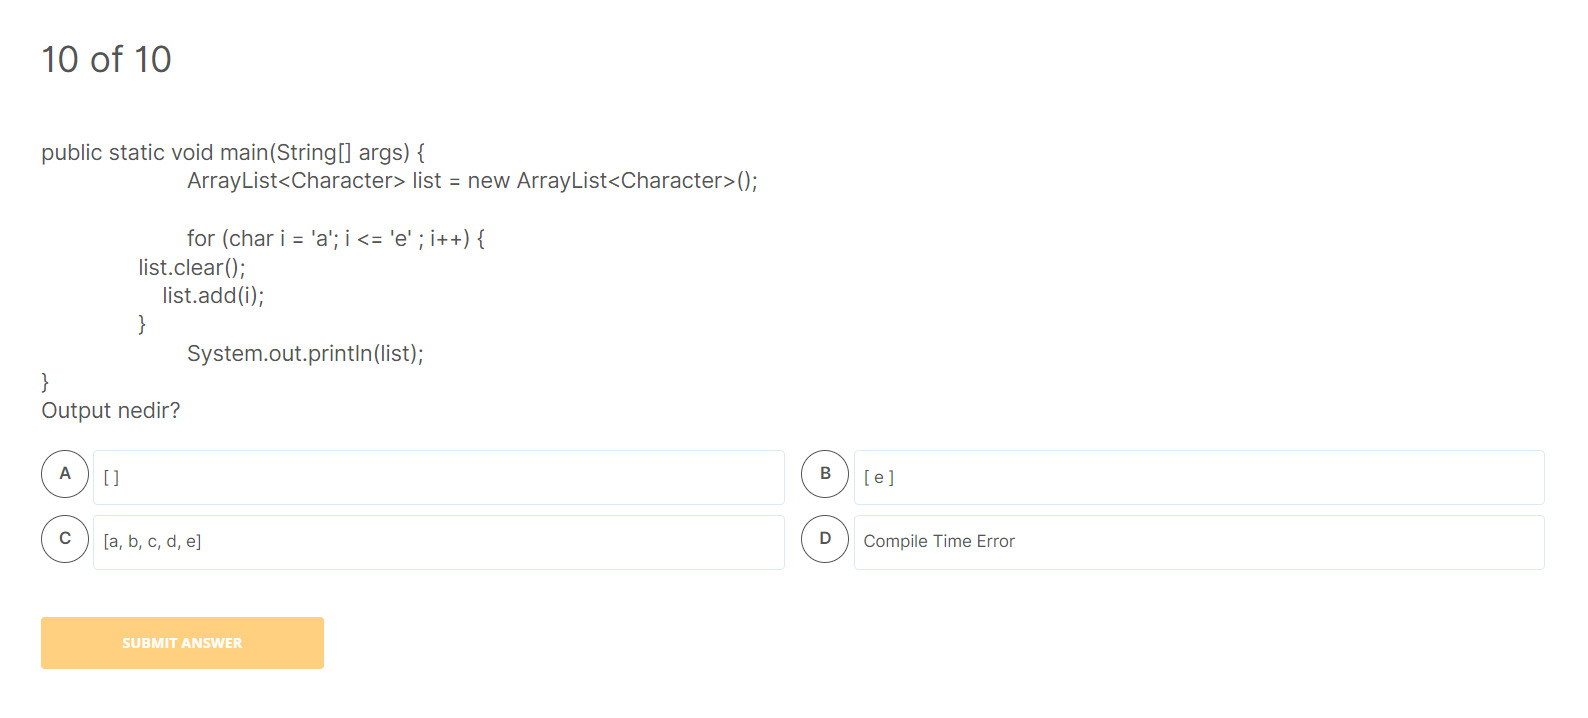 10 of 10
public static void main(String[] args) {
ArrayList<Character> list = new ArrayList<Character>();
for (char i = 'a'; i <= 'e' ; i++) {
list.clear();
list.add(i);
}
System.out.println(list);
}
Output nedir?
A [ ]
B [ e ]
C [a, b, c, d, e]
D Compile Time Error
SUBMIT ANSWER